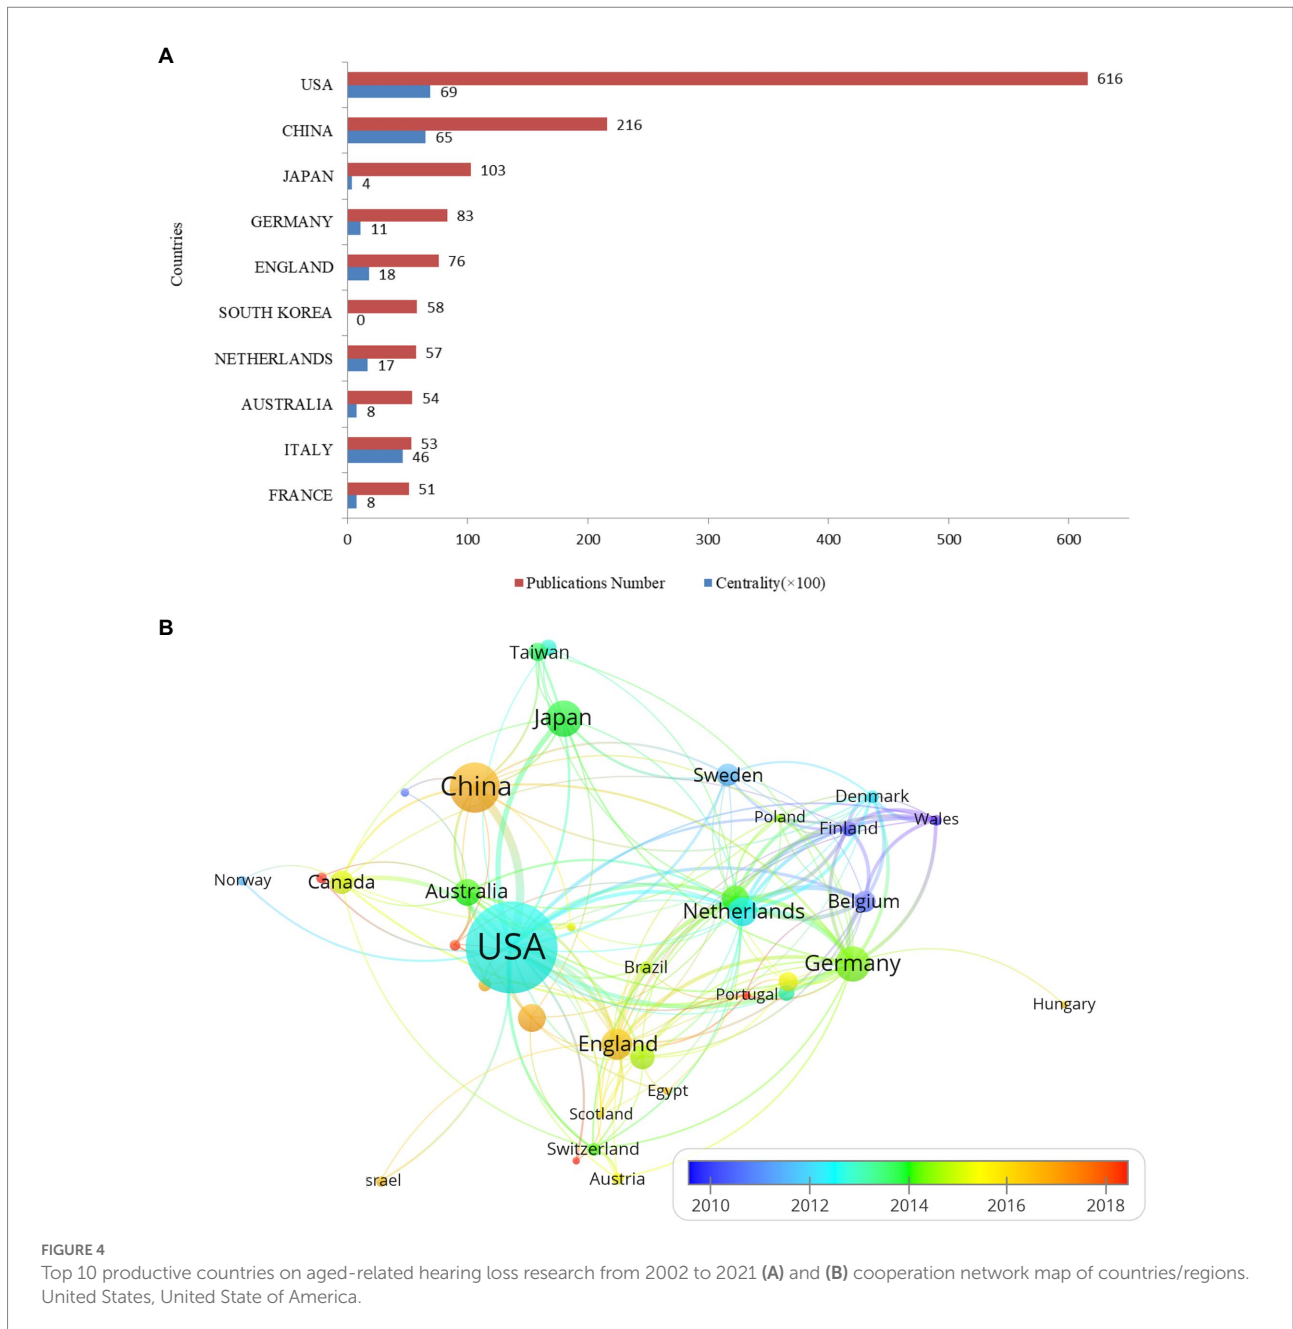 A
USA
616
69
CHINA
216
65
JAPAN
103
4
GERMANY
83
11
ENGLAND
76
18
SOUTH KOREA
58
0
NETHERLANDS
57
17
AUSTRALIA
54
8
ITALY
53
46
FRANCE
51
8
Countries
0 100 200 300 400 500 600
Publications Number Centrality(×100)
B
Taiwan
Japan
Sweden
China
Denmark
Poland
Finland
Wales
Norway
Canada
Australia
Belgium
Netherlands
USA
Germany
Brazil
Portugal
Hungary
England
Egypt
Scotland
Switzerland
Austria
srael
2010 2012 2014 2016 2018
FIGURE 4
Top 10 productive countries on aged-related hearing loss research from 2002 to 2021 (A) and (B) cooperation network map of countries/regions.
United States, United State of America.